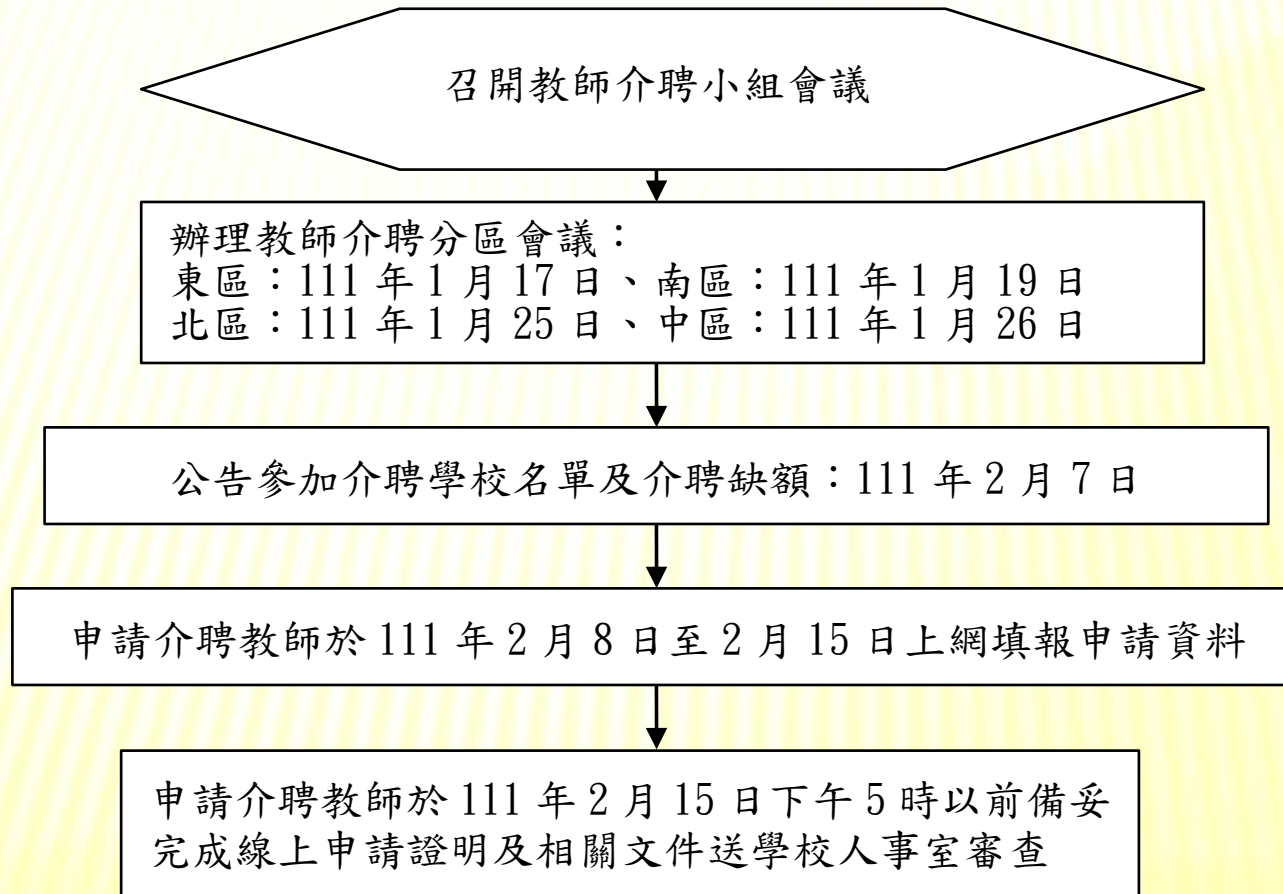 召開教師介聘小組會議
辦理教師介聘分區會議：
東區：111 年 1 月 17 日、南區：111 年 1 月 19 日
北區：111 年 1 月 25 日、中區：111 年 1 月 26 日
公告參加介聘學校名單及介聘缺額：111 年 2 月 7 日
申請介聘教師於 111 年 2 月 8 日至 2 月 15 日上網填報申請資料
申請介聘教師於 111 年 2 月 15 日下午 5 時以前備妥
完成線上申請證明及相關文件送學校人事室審查